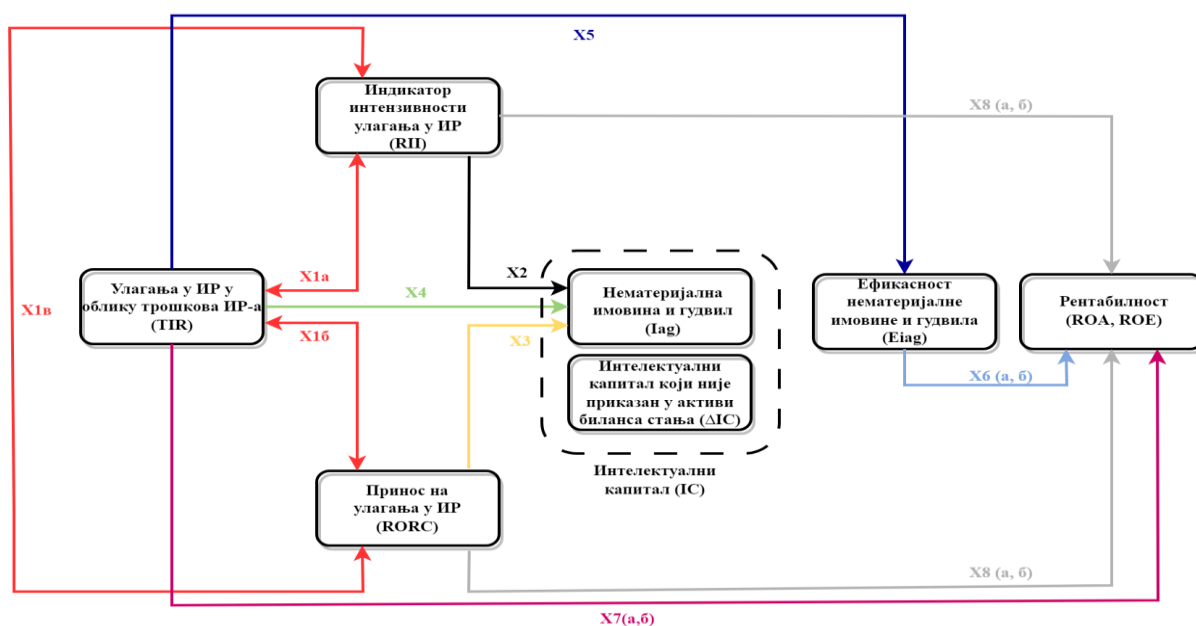 X5
Индикатор
интензивности
улагања у ИР
(RII)
X8 (а, б)
X1в
Улагања у ИР у
облику трошкова ИР-а
(TIR)
X1а
X4
X1б
X2
X3
Нематеријална
имовина и гудвил
(Iag)
Интелектуални
капитал који није
приказан у активи
биланса стања (ΔIC)
Интелектуални
капитал (IC)
Ефикасност
нематеријалне
имовине и гудвила
(Eiag)
Рентабилност
(ROA, ROE)
X6 (а, б)
Принос на
улагања у ИР
(RORC)
X8 (а, б)
X7(а,б)